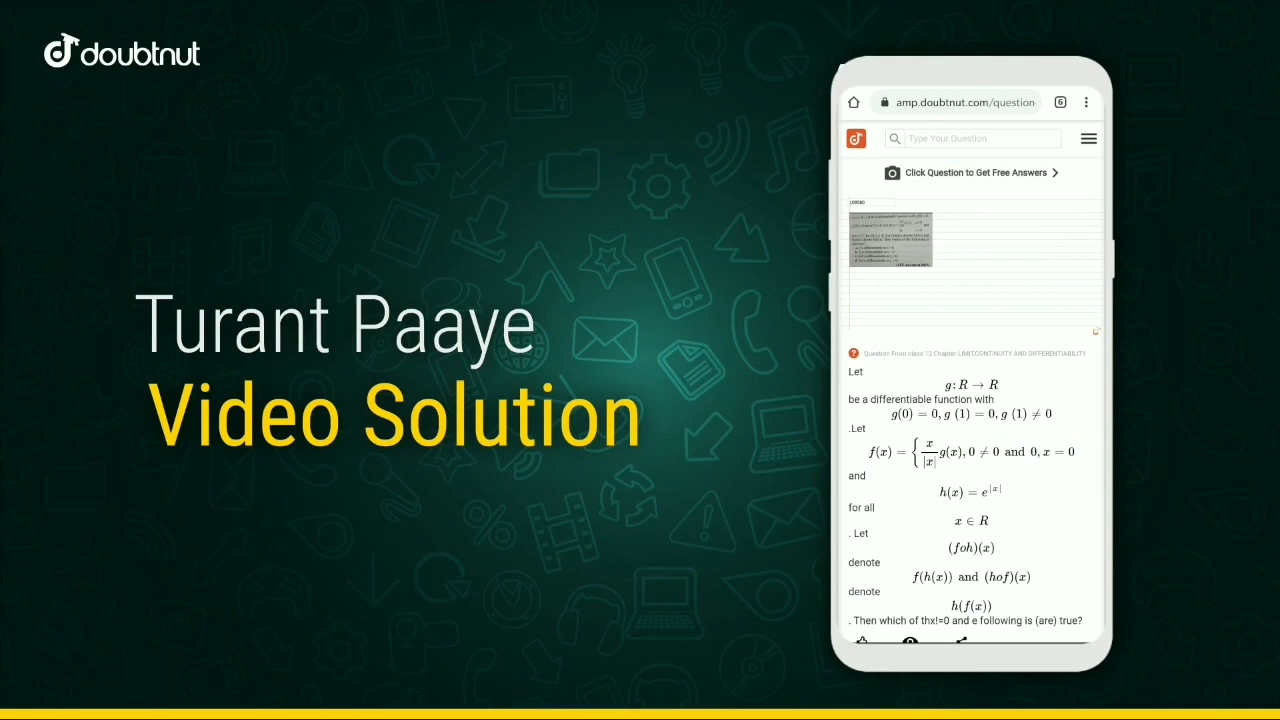 doubtnut
Turant Paaye
Video Solution
amp.doubtnut.com/question
6
Type Your Question
Click Question to Get Free Answers
Question From class 12 Chapter LIMIT,CONTINUITY AND DIFFERENTIABILITY
Let
g: R → R
be a differentiable function with
g(0) = 0, g (1) = 0, g (1) ≠ 0
.Let
f(x) = { x/|x| g(x), 0 ≠ 0 and 0, x = 0
and
h(x) = e^|x|
for all
x ∈ R
. Let
(foh)(x)
denote
f(h(x)) and (hof)(x)
denote
h(f(x))
. Then which of thx!=0 and e following is (are) true?